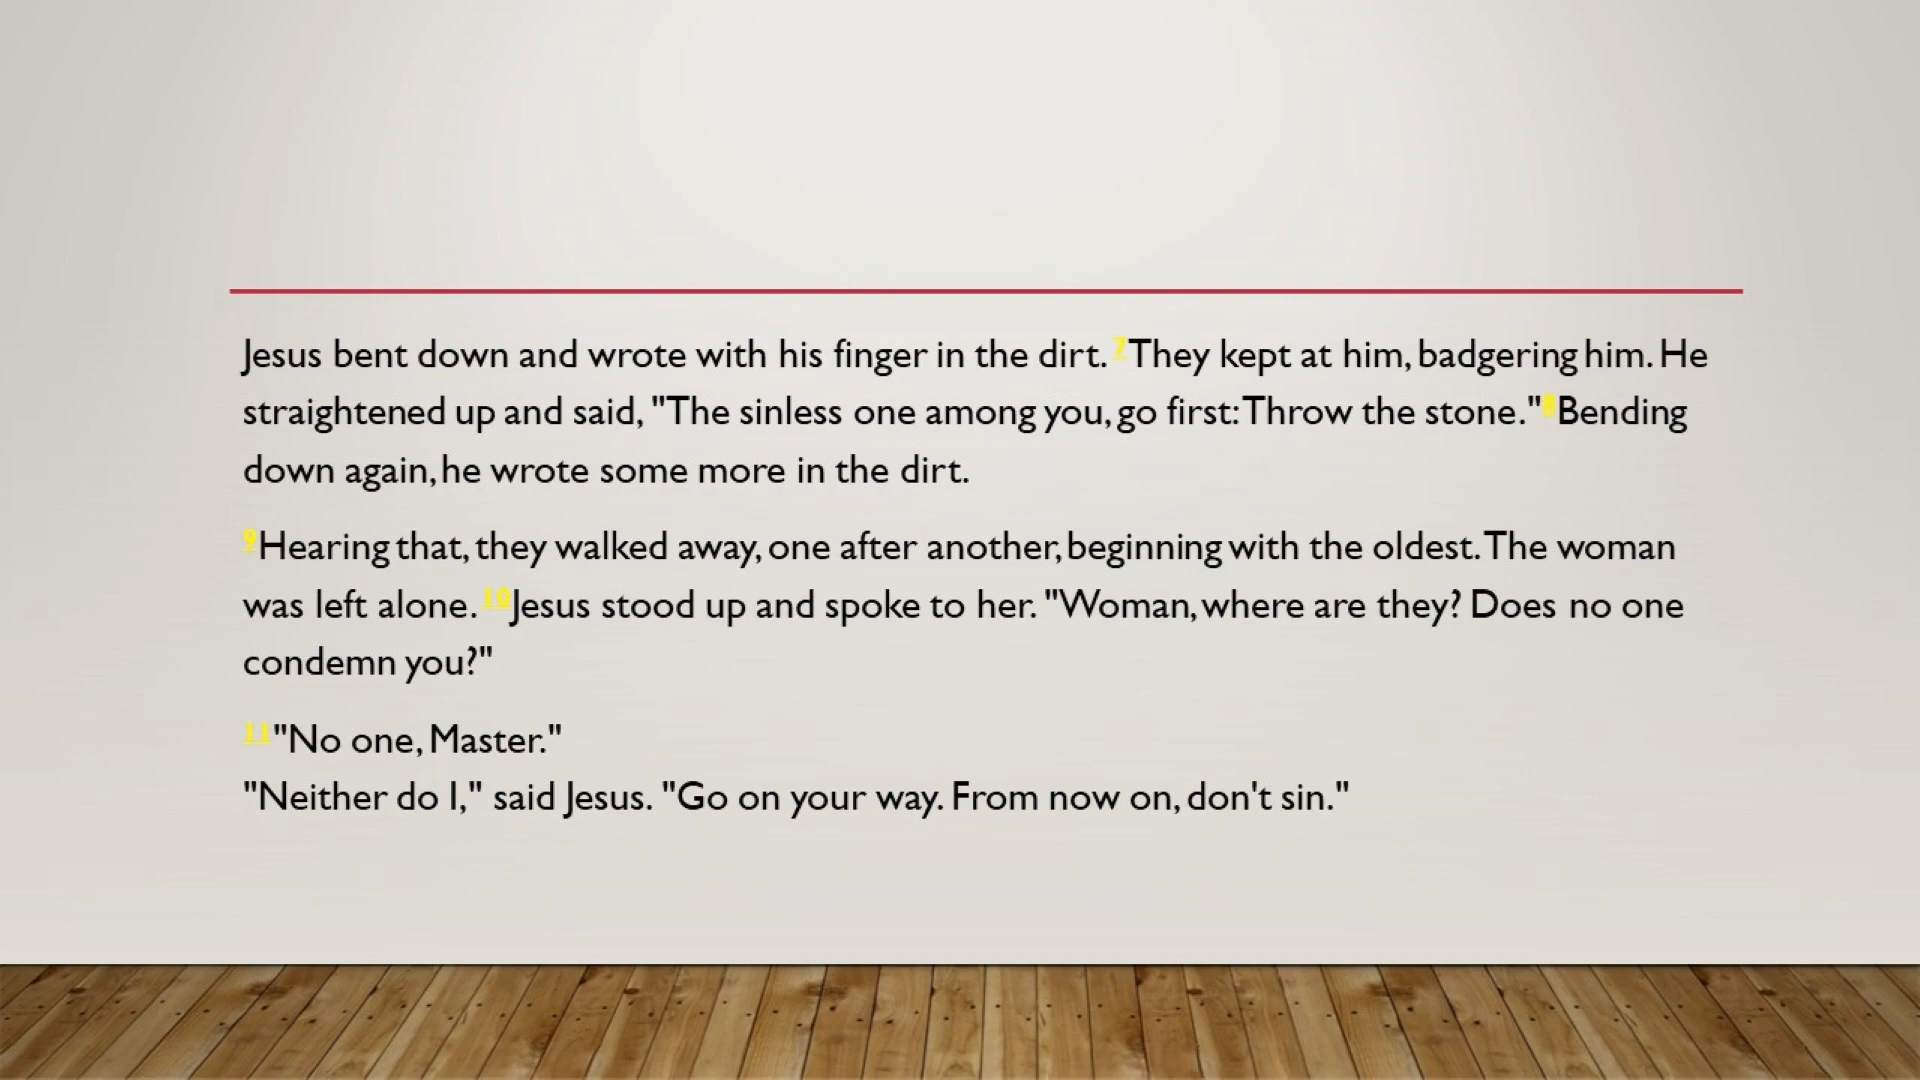 Jesus bent down and wrote with his finger in the dirt. 7They kept at him, badgering him. He
straightened up and said, "The sinless one among you, go first: Throw the stone." 8Bending
down again, he wrote some more in the dirt.
9Hearing that, they walked away, one after another, beginning with the oldest. The woman
was left alone. 10Jesus stood up and spoke to her. "Woman, where are they? Does no one
condemn you?"
11"No one, Master."
"Neither do I," said Jesus. "Go on your way. From now on, don't sin."